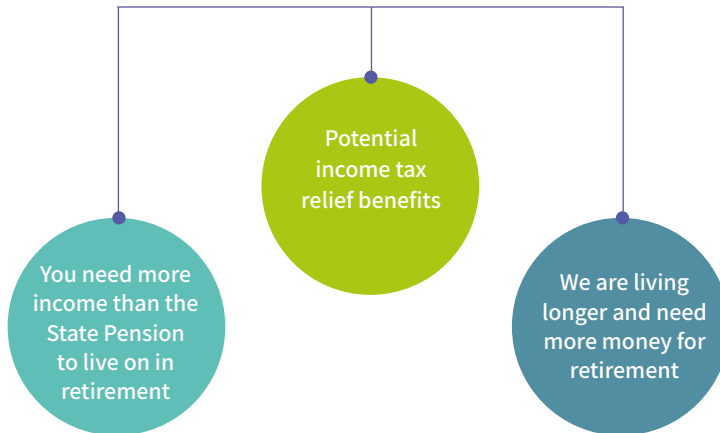 Potential
income tax
relief benefits
You need more
income than the
State Pension
to live on in
retirement
We are living
longer and need
more money for
retirement